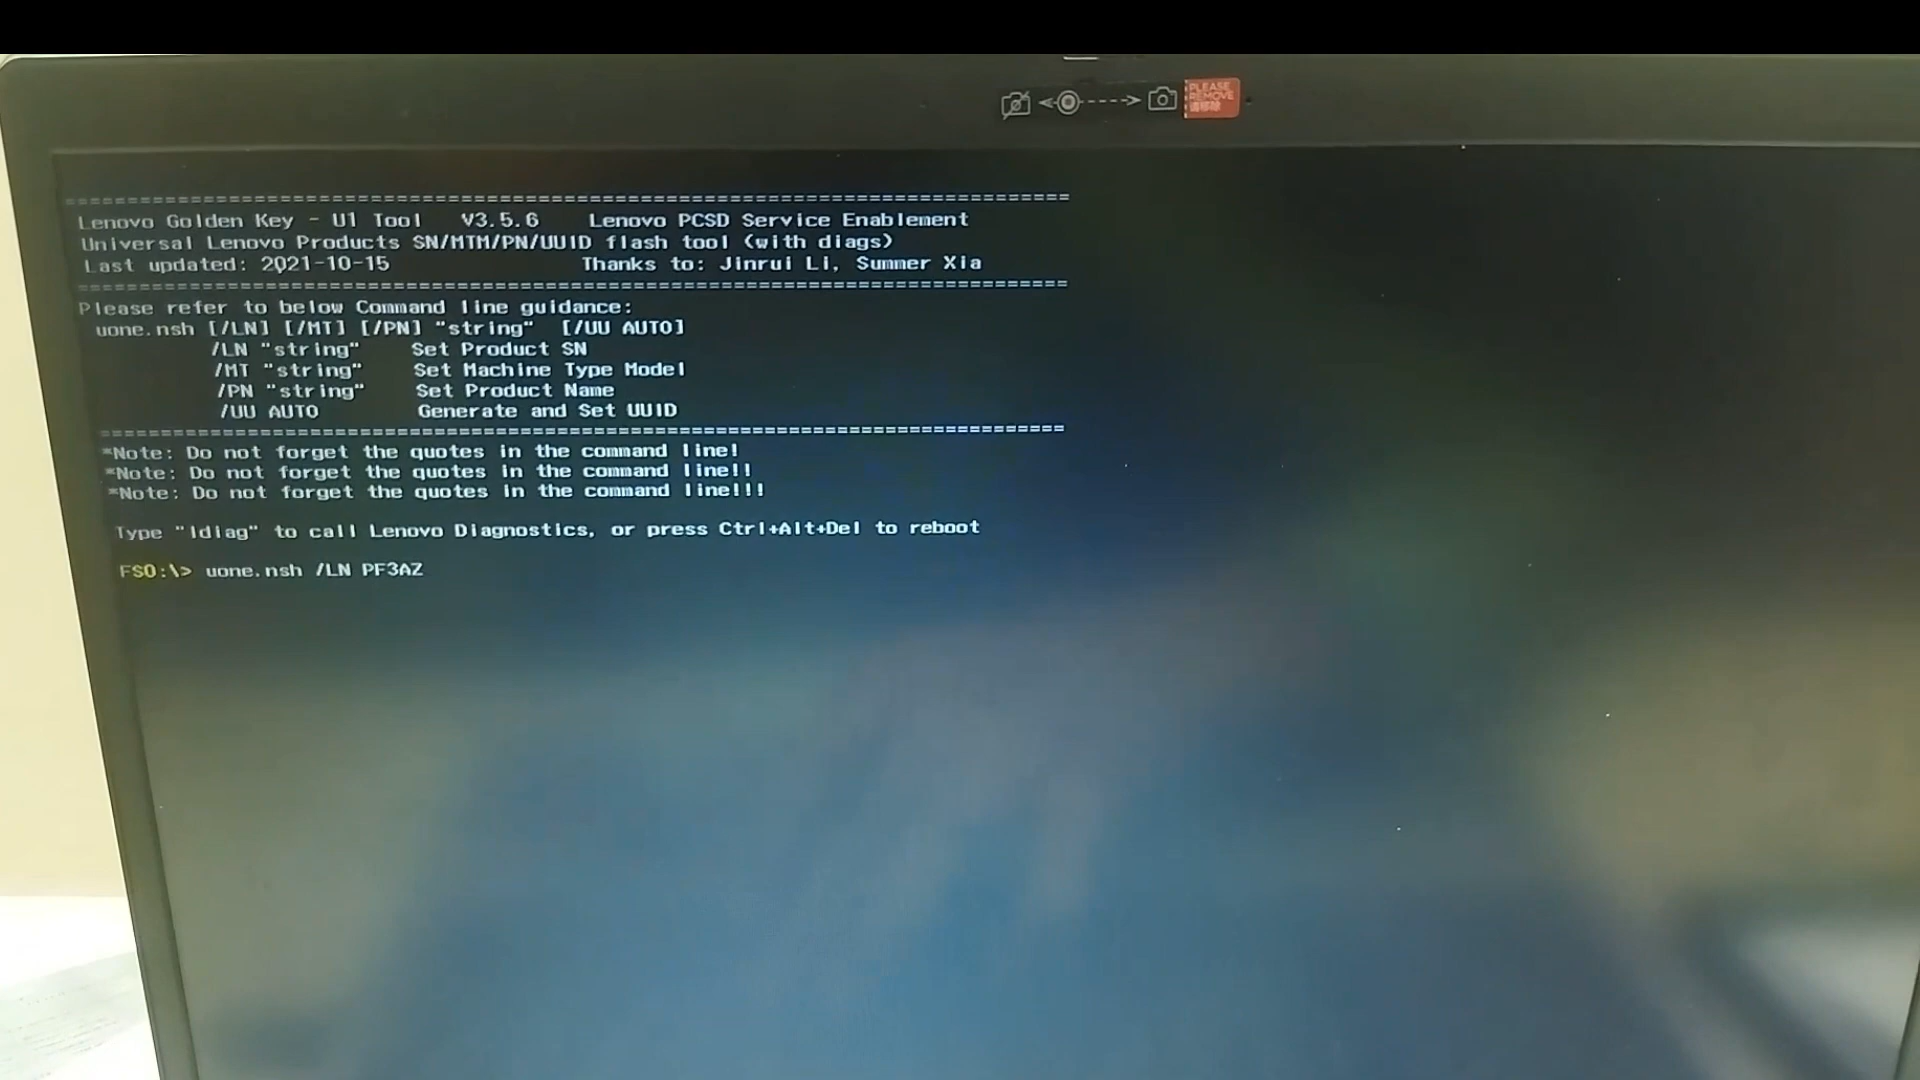 PLEASE
REMOVE
请移除
================================================================================
Lenovo Golden Key - U1 Tool   V3.5.6    Lenovo PCSD Service Enablement
Universal Lenovo Products SN/MTM/PN/UUID flash tool (with diags)
Last updated: 2021-10-15               Thanks to: Jinrui Li, Summer Xia
================================================================================
Please refer to below Command line guidance:
uone.nsh [/LN] [/MT] [/PN] "string"  [/UU AUTO]
/LN "string"    Set Product SN
/MT "string"    Set Machine Type Model
/PN "string"    Set Product Name
/UU AUTO        Generate and Set UUID
================================================================================
*Note: Do not forget the quotes in the command line!
*Note: Do not forget the quotes in the command line!!
*Note: Do not forget the quotes in the command line!!!
Type "ldiag" to call Lenovo Diagnostics, or press Ctrl+Alt+Del to reboot
FS0:\> uone.nsh /LN PF3AZ